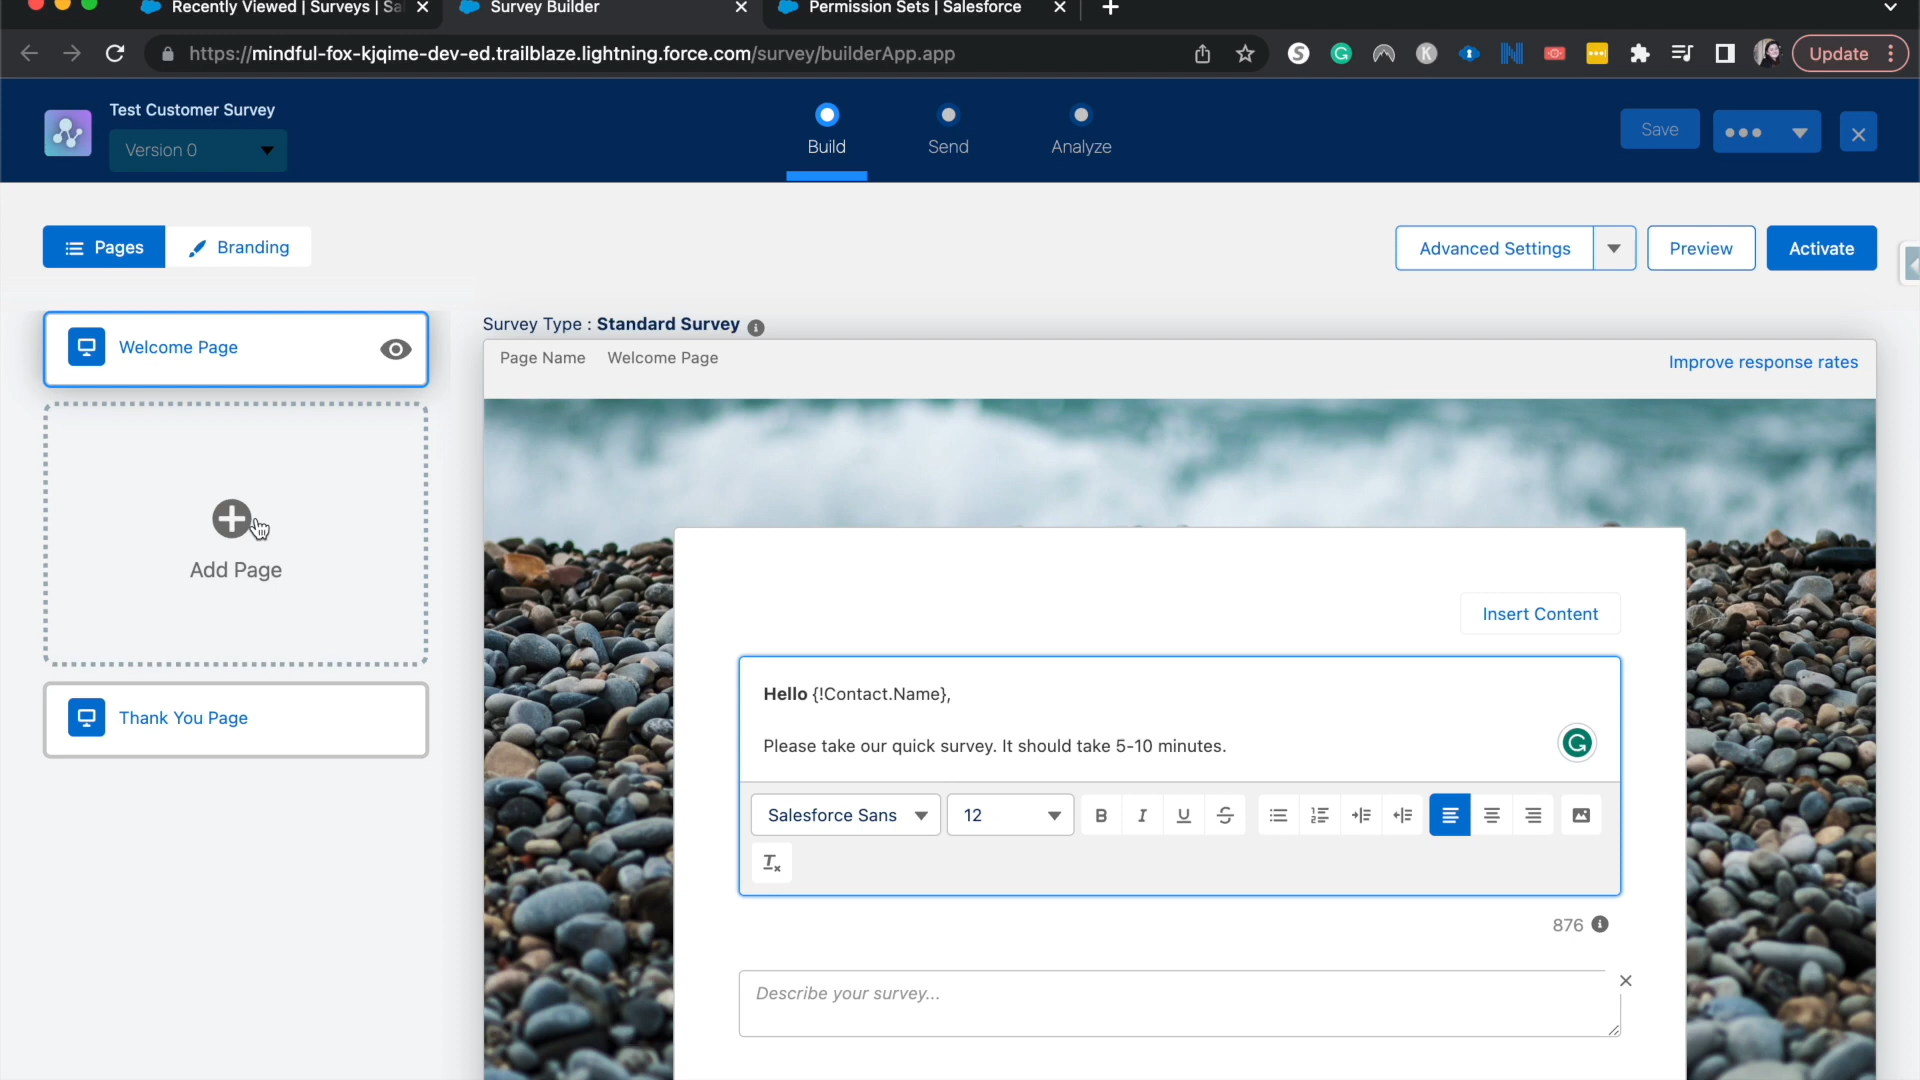 Recently Viewed | Surveys | Sal
Survey Builder
Permission Sets | Salesforce
https://mindful-fox-kjqime-dev-ed.trailblaze.lightning.force.com/survey/builderApp.app
Update
Test Customer Survey
Version 0
Build
Send
Analyze
Save
Pages
Branding
Advanced Settings
Preview
Activate
Welcome Page
Survey Type : Standard Survey
Page Name Welcome Page
Improve response rates
Add Page
Insert Content
Thank You Page
Hello {!Contact.Name},
Please take our quick survey. It should take 5-10 minutes.
Salesforce Sans
12
876
Describe your survey...